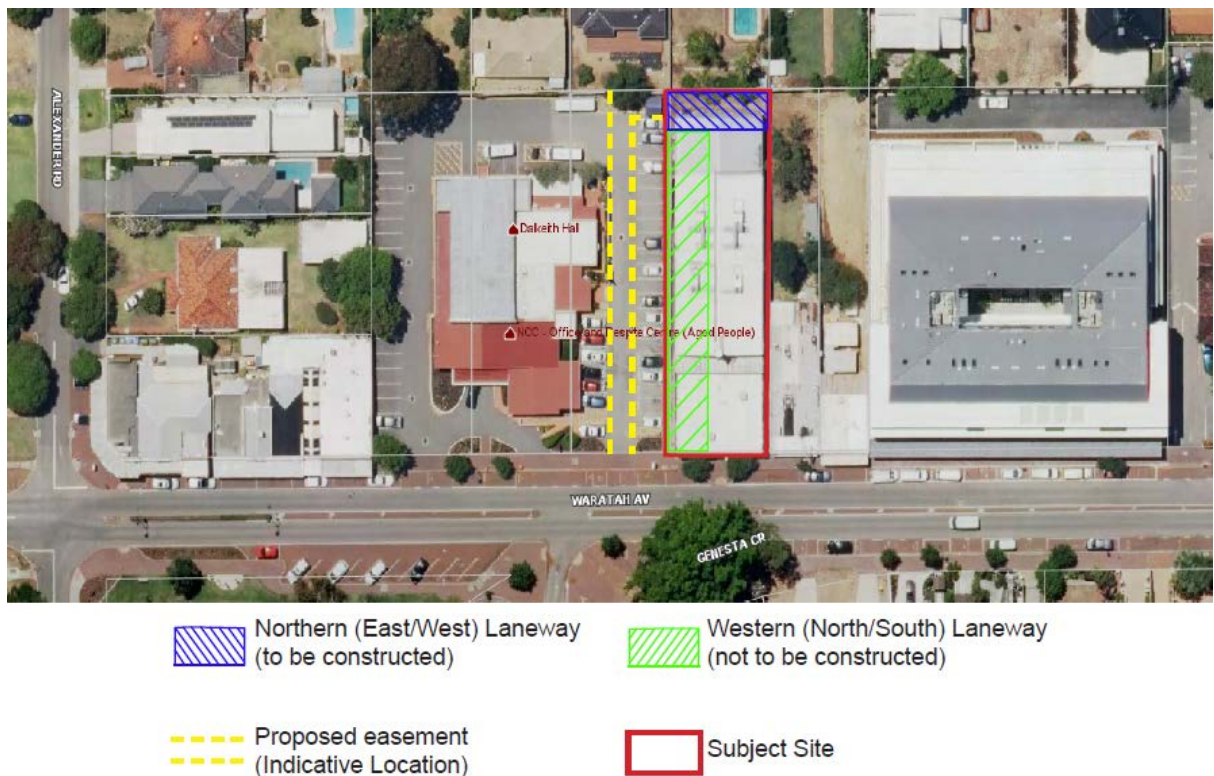 ALEXANDER RD
Dalkeith Hall
NCC - Office and Respite Centre (Aged People)
WARATAH AV
GENESTA CR
Northern (East/West) Laneway
(to be constructed)
Western (North/South) Laneway
(not to be constructed)
Proposed easement
(Indicative Location)
Subject Site